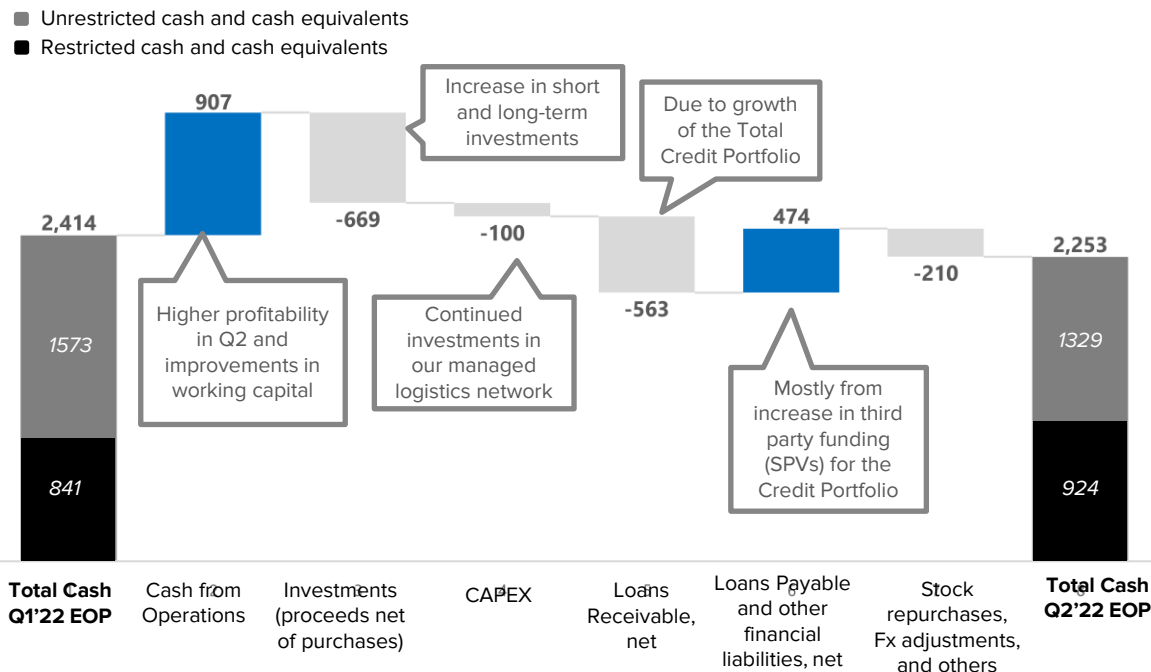 Unrestricted cash and cash equivalents
Restricted cash and cash equivalents
2,414
1573
841
907
Higher profitability
in Q2 and
improvements in
working capital
-669
Increase in short
and long-term
investments
-100
Continued
investments in
our managed
logistics network
-563
Due to growth
of the Total
Credit Portfolio
474
Mostly from
increase in third
party funding
(SPVs) for the
Credit Portfolio
-210
2,253
1329
924
Total Cash
Q1'22 EOP
Cash from
Operations
Investments
(proceeds net
of purchases)
CAPEX
Loans
Receivable,
net
Loans Payable
and other
financial
liabilities, net
Stock
repurchases,
Fx adjustments,
and others
Total Cash
Q2'22 EOP